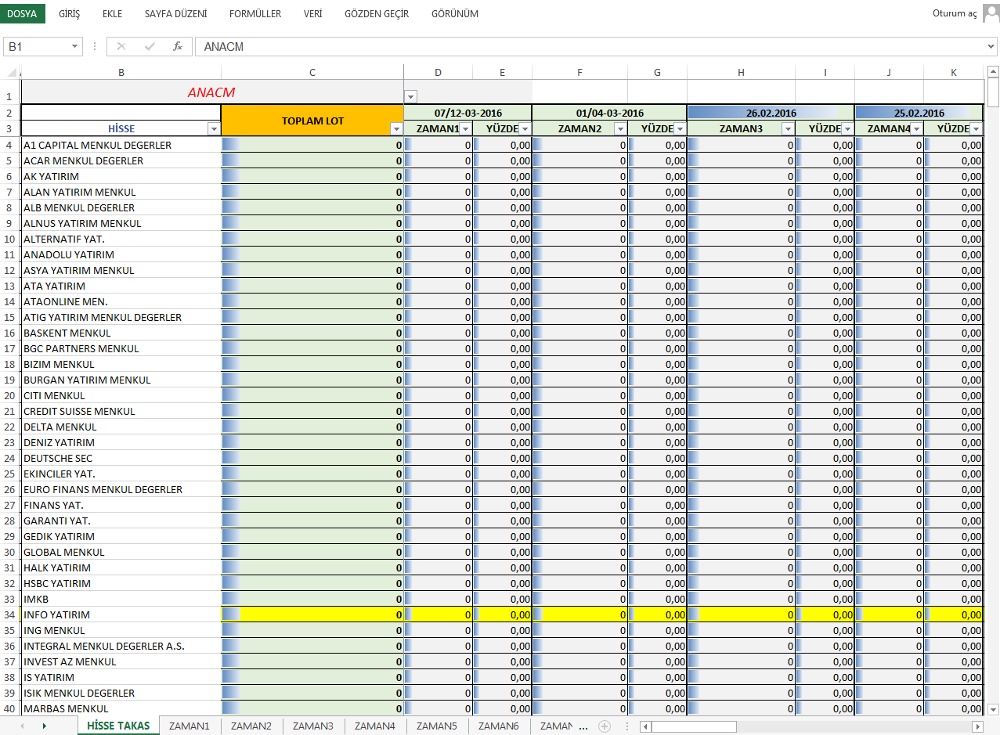 DOSYA GİRİŞ EKLE SAYFA DÜZENİ FORMÜLLER VERİ GÖZDEN GEÇİR GÖRÜNÜM Oturum aç
B1 fx ANACM
B C D E F G H I J K
1 ANACM
2 TOPLAM LOT 07/12-03-2016 01/04-03-2016 26.02.2016 25.02.2016
3 HİSSE ZAMAN1 YÜZDE ZAMAN2 YÜZDE ZAMAN3 YÜZDE ZAMAN4 YÜZDE
4 A1 CAPITAL MENKUL DEGERLER 0 0 0,00 0 0,00 0 0,00 0 0,00
5 ACAR MENKUL DEGERLER 0 0 0,00 0 0,00 0 0,00 0 0,00
6 AK YATIRIM 0 0 0,00 0 0,00 0 0,00 0 0,00
7 ALAN YATIRIM MENKUL 0 0 0,00 0 0,00 0 0,00 0 0,00
8 ALB MENKUL DEGERLER 0 0 0,00 0 0,00 0 0,00 0 0,00
9 ALNUS YATIRIM MENKUL 0 0 0,00 0 0,00 0 0,00 0 0,00
10 ALTERNATIF YAT. 0 0 0,00 0 0,00 0 0,00 0 0,00
11 ANADOLU YATIRIM 0 0 0,00 0 0,00 0 0,00 0 0,00
12 ASYA YATIRIM MENKUL 0 0 0,00 0 0,00 0 0,00 0 0,00
13 ATA YATIRIM 0 0 0,00 0 0,00 0 0,00 0 0,00
14 ATAONLINE MEN. 0 0 0,00 0 0,00 0 0,00 0 0,00
15 ATIG YATIRIM MENKUL DEGERLER 0 0 0,00 0 0,00 0 0,00 0 0,00
16 BASKENT MENKUL 0 0 0,00 0 0,00 0 0,00 0 0,00
17 BGC PARTNERS MENKUL 0 0 0,00 0 0,00 0 0,00 0 0,00
18 BIZIM MENKUL 0 0 0,00 0 0,00 0 0,00 0 0,00
19 BURGAN YATIRIM MENKUL 0 0 0,00 0 0,00 0 0,00 0 0,00
20 CITI MENKUL 0 0 0,00 0 0,00 0 0,00 0 0,00
21 CREDIT SUISSE MENKUL 0 0 0,00 0 0,00 0 0,00 0 0,00
22 DELTA MENKUL 0 0 0,00 0 0,00 0 0,00 0 0,00
23 DENIZ YATIRIM 0 0 0,00 0 0,00 0 0,00 0 0,00
24 DEUTSCHE SEC 0 0 0,00 0 0,00 0 0,00 0 0,00
25 EKINCILER YAT. 0 0 0,00 0 0,00 0 0,00 0 0,00
26 EURO FINANS MENKUL DEGERLER 0 0 0,00 0 0,00 0 0,00 0 0,00
27 FINANS YAT. 0 0 0,00 0 0,00 0 0,00 0 0,00
28 GARANTI YAT. 0 0 0,00 0 0,00 0 0,00 0 0,00
29 GEDIK YATIRIM 0 0 0,00 0 0,00 0 0,00 0 0,00
30 GLOBAL MENKUL 0 0 0,00 0 0,00 0 0,00 0 0,00
31 HALK YATIRIM 0 0 0,00 0 0,00 0 0,00 0 0,00
32 HSBC YATIRIM 0 0 0,00 0 0,00 0 0,00 0 0,00
33 IMKB 0 0 0,00 0 0,00 0 0,00 0 0,00
34 INFO YATIRIM 0 0 0,00 0 0,00 0 0,00 0 0,00
35 ING MENKUL 0 0 0,00 0 0,00 0 0,00 0 0,00
36 INTEGRAL MENKUL DEGERLER A.S. 0 0 0,00 0 0,00 0 0,00 0 0,00
37 INVEST AZ MENKUL 0 0 0,00 0 0,00 0 0,00 0 0,00
38 IS YATIRIM 0 0 0,00 0 0,00 0 0,00 0 0,00
39 ISIK MENKUL DEGERLER 0 0 0,00 0 0,00 0 0,00 0 0,00
40 MARBAS MENKUL 0 0 0,00 0 0,00 0 0,00 0 0,00
HİSSE TAKAS ZAMAN1 ZAMAN2 ZAMAN3 ZAMAN4 ZAMAN5 ZAMAN6 ZAMAN ...